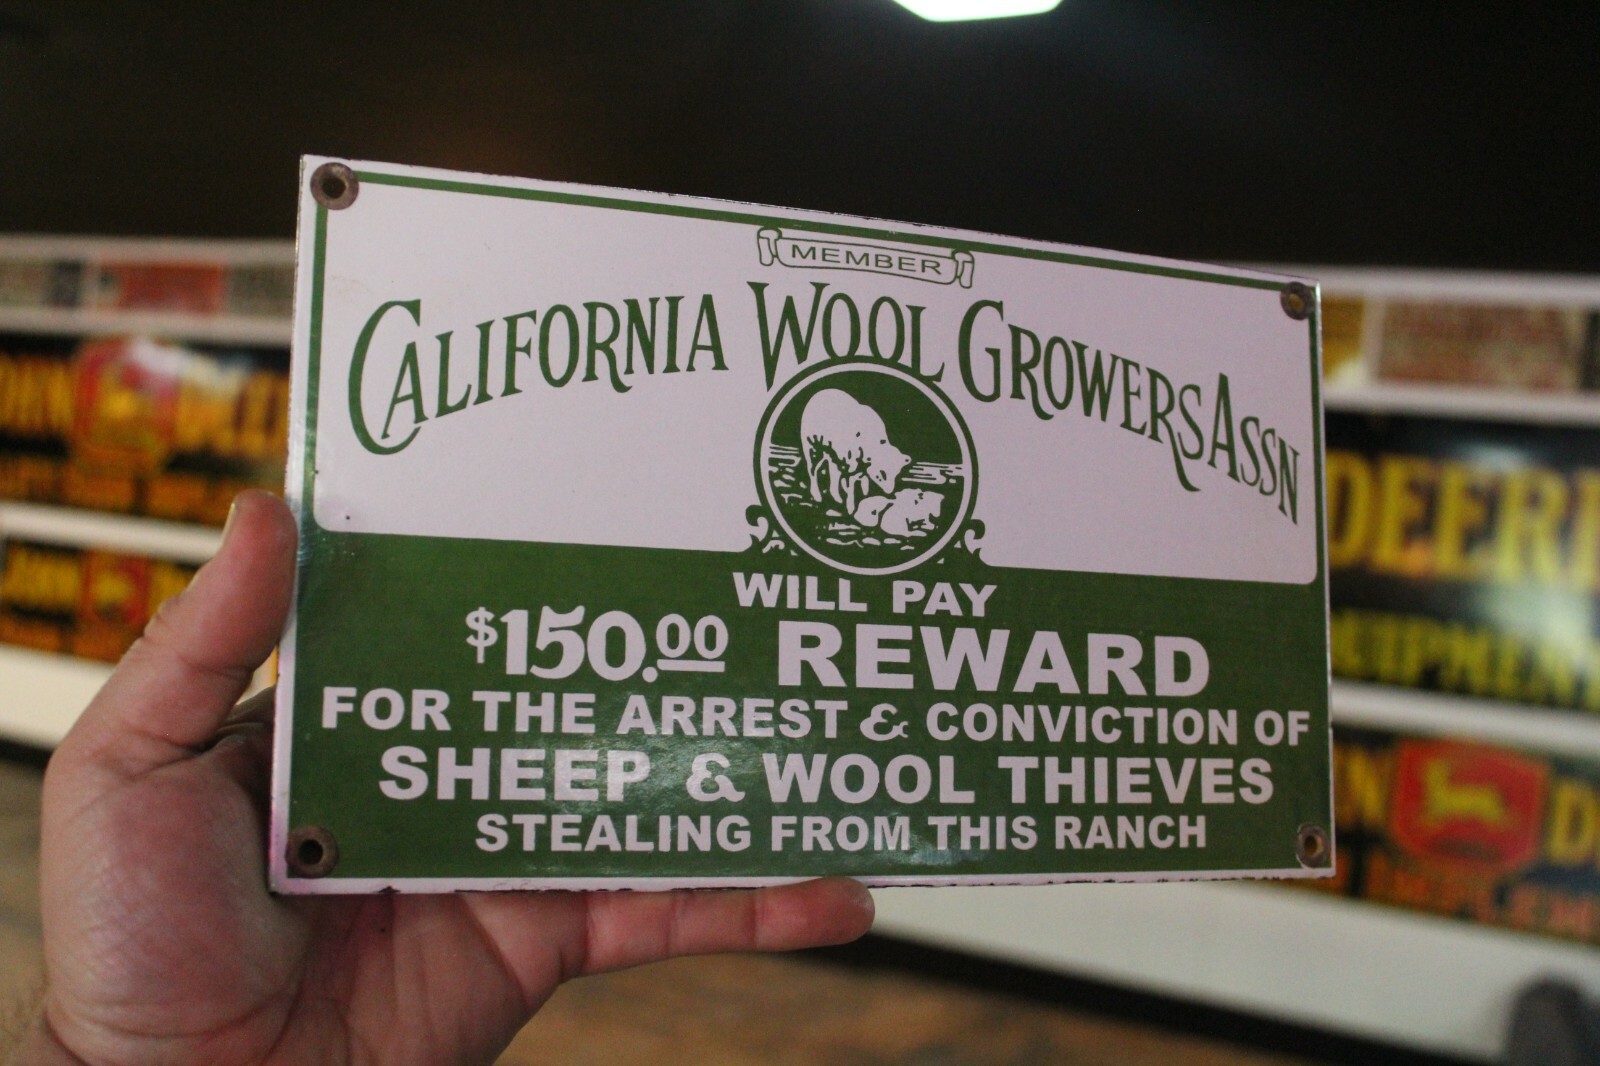 MEMBER
CALIFORNIA WOOL GROWERS ASSN
WILL PAY
$150.00 REWARD
FOR THE ARREST & CONVICTION OF
SHEEP & WOOL THIEVES
STEALING FROM THIS RANCH
DEERE